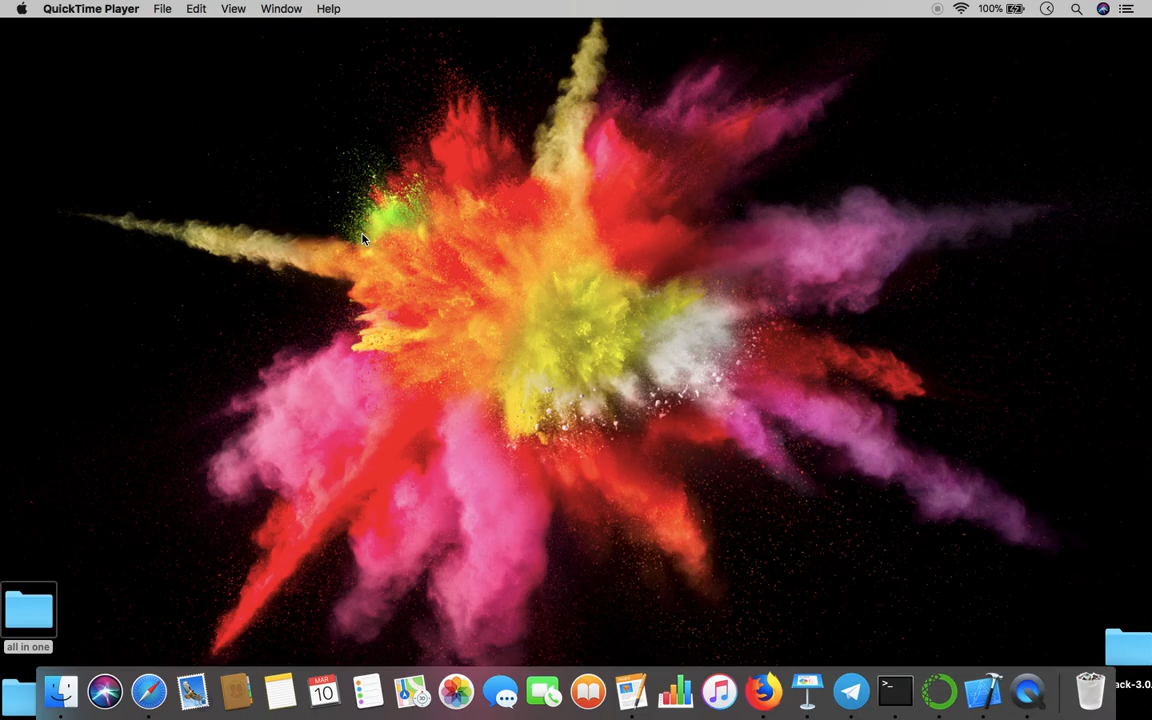 QuickTime Player File Edit View Window Help 100%
all in one
MAR
10
ack-3.0.
>_